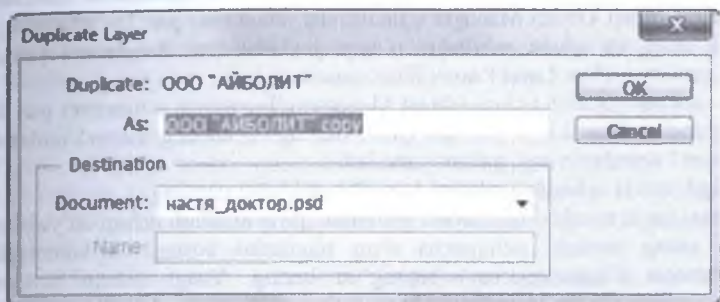 Duplicate Layer
Duplicate: ООО "АЙБОЛИТ"
OK
As: ООО "АЙБОЛИТ" copy
Cancel
Destination
Document: настя_доктор.psd
Name: